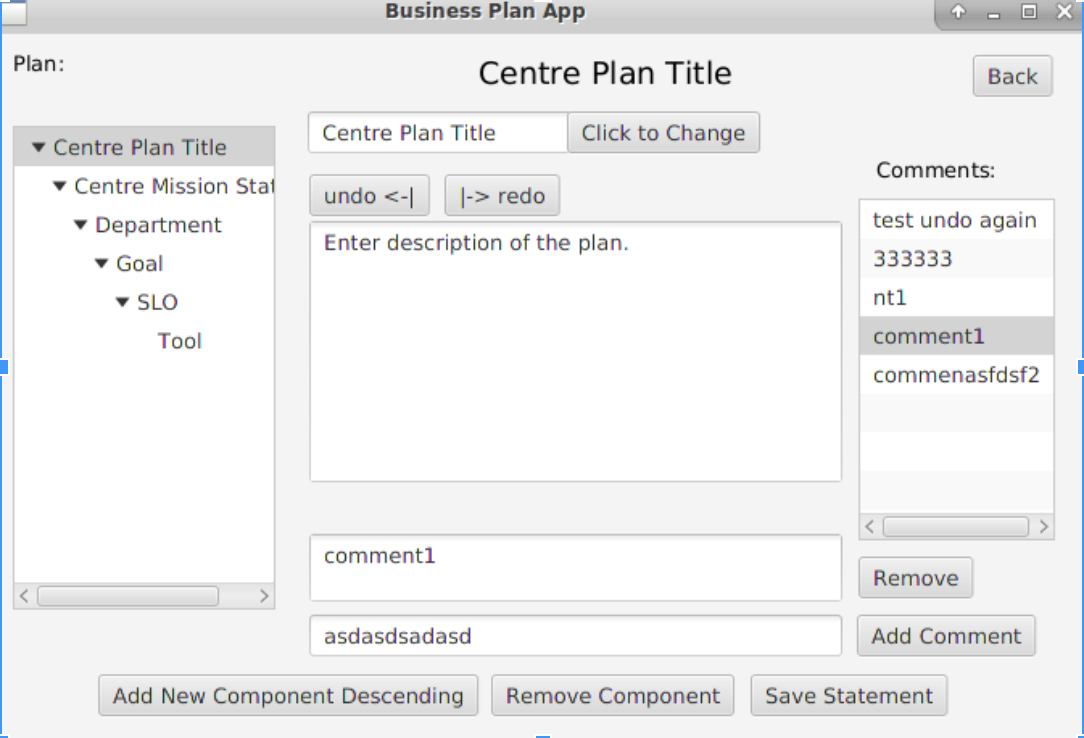 Business Plan App
Plan:
Centre Plan Title
Back
Centre Plan Title
Centre Mission Stat
Department
Goal
SLO
Tool
Centre Plan Title
Click to Change
undo <-|
|-> redo
Enter description of the plan.
comment1
asdasdsadasd
Comments:
test undo again
333333
nt1
comment1
commenasfdsf2
Remove
Add Comment
Add New Component Descending
Remove Component
Save Statement